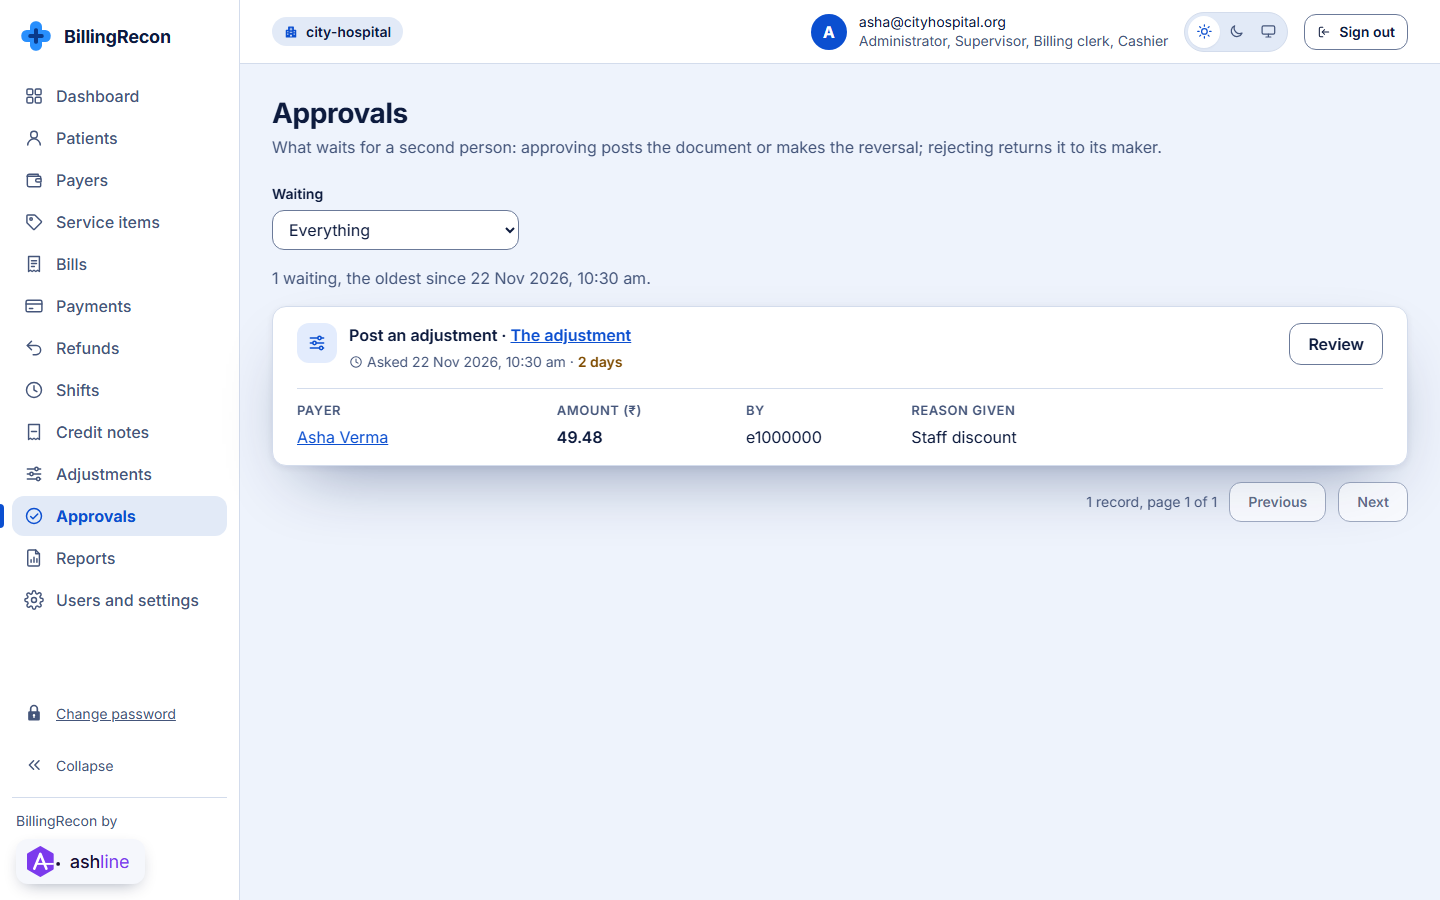 BillingRecon
Dashboard
Patients
Payers
Service items
Bills
Payments
Refunds
Shifts
Credit notes
Adjustments
Approvals
Reports
Users and settings
Change password
Collapse
BillingRecon by
A ashline
city-hospital
A
asha@cityhospital.org
Administrator, Supervisor, Billing clerk, Cashier
Sign out
Approvals
What waits for a second person: approving posts the document or makes the reversal; rejecting returns it to its maker.
Waiting
Everything
1 waiting, the oldest since 22 Nov 2026, 10:30 am.
Post an adjustment · The adjustment
Asked 22 Nov 2026, 10:30 am · 2 days
Review
PAYER AMOUNT (₹) BY REASON GIVEN
Asha Verma 49.48 e1000000 Staff discount
1 record, page 1 of 1 Previous Next